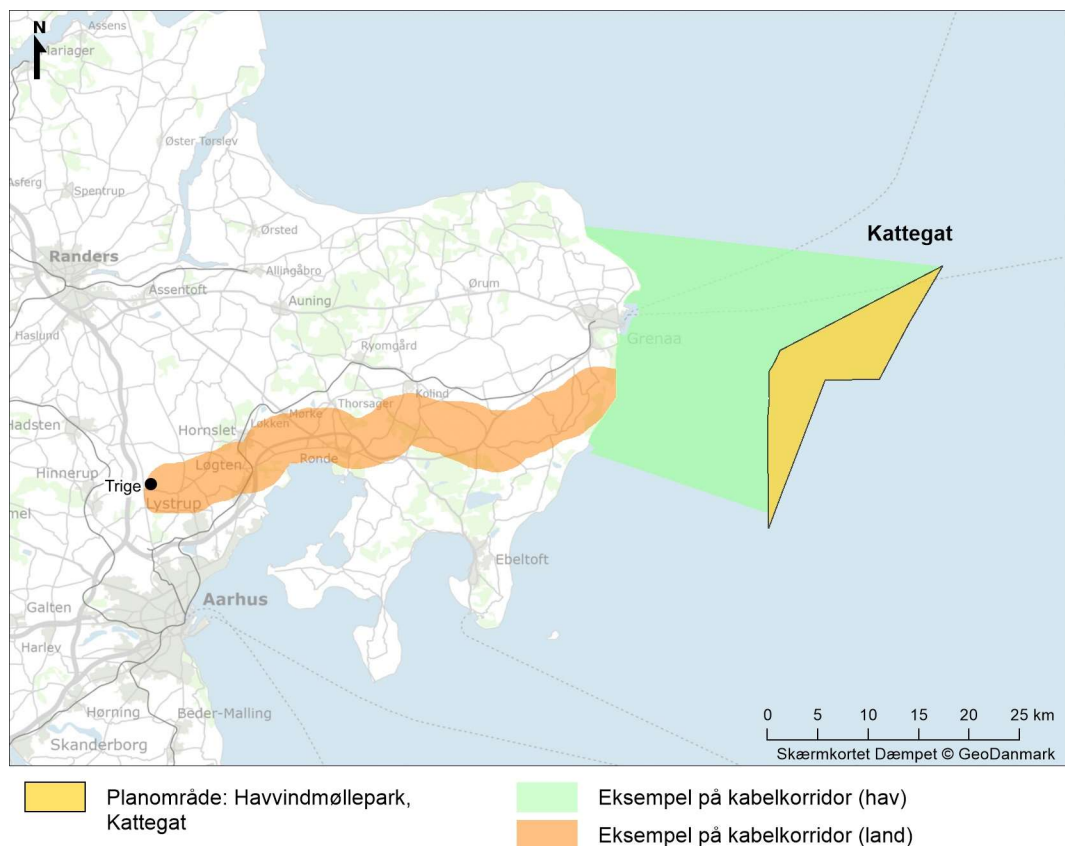 N
Assens
Mariager
Øster Tørslev
Asferg
Spentrup
Ørsted
Kattegat
Randers
Allingåbro
Assentoft
Auning
Ørum
Haslund
Grenaa
Ryomgård
Kolind
Thorsager
Mørke
Hadsten
Hornslet
Løkken
Rønde
Hinnerup
Løgten
Trige
Lystrup
mel
Ebeltoft
Galten
Aarhus
Harlev
Hørning
Beder-Malling
Skanderborg
0 5 10 15 20 25 km
Skærmkortet Dæmpet © GeoDanmark
Planområde: Havvindmøllepark,
Kattegat
Eksempel på kabelkorridor (hav)
Eksempel på kabelkorridor (land)